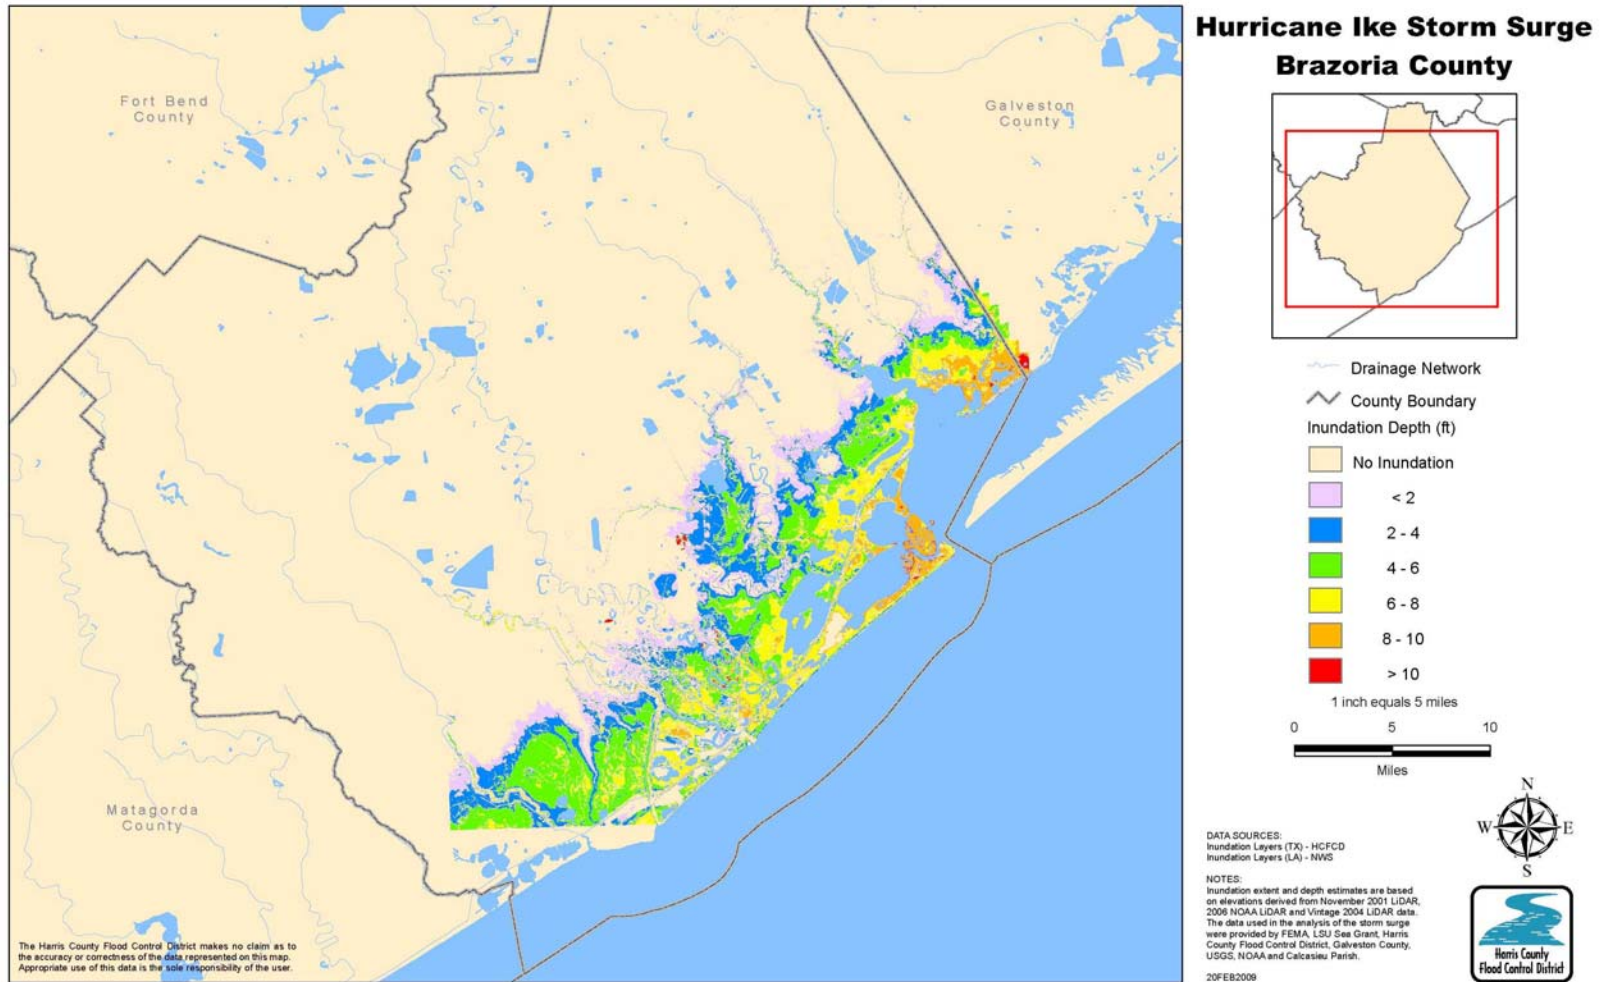 Hurricane Ike Storm Surge
Brazoria County
Fort Bend
County
Galveston
County
Matagorda
County
The Harris County Flood Control District makes no claim as to
the accuracy or correctness of the data represented on this map.
Appropriate use of this data is the sole responsibility of the user.
Drainage Network
County Boundary
Inundation Depth (ft)
No Inundation
< 2
2 - 4
4 - 6
6 - 8
8 - 10
> 10
1 inch equals 5 miles
0 5 10
Miles
N
W E
S
DATA SOURCES:
Inundation Layers (TX) - HCFCD
Inundation Layers (LA) - NWS
NOTES:
Inundation extent and depth estimates are based
on elevations derived from November 2001 LiDAR,
2006 NOAA LiDAR and Vintage 2004 LiDAR data.
The data used in the analysis of the storm surge
were provided by FEMA, LSU Sea Grant, Harris
County Flood Control District, Galveston County,
USGS, NOAA and Calcasieu Parish.
20FEB2009
Harris County
Flood Control District